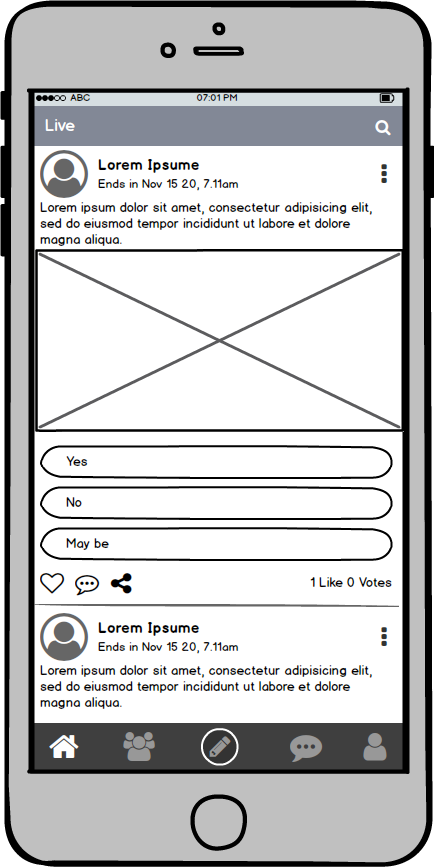 ABC 07:01 PM
Live
Lorem Ipsume
Ends in Nov 15 20, 7.11am
Lorem ipsum dolor sit amet, consectetur adipisicing elit,
sed do eiusmod tempor incididunt ut labore et dolore
magna aliqua.
Yes
No
May be
1 Like 0 Votes
Lorem Ipsume
Ends in Nov 15 20, 7.11am
Lorem ipsum dolor sit amet, consectetur adipisicing elit,
sed do eiusmod tempor incididunt ut labore et dolore
magna aliqua.